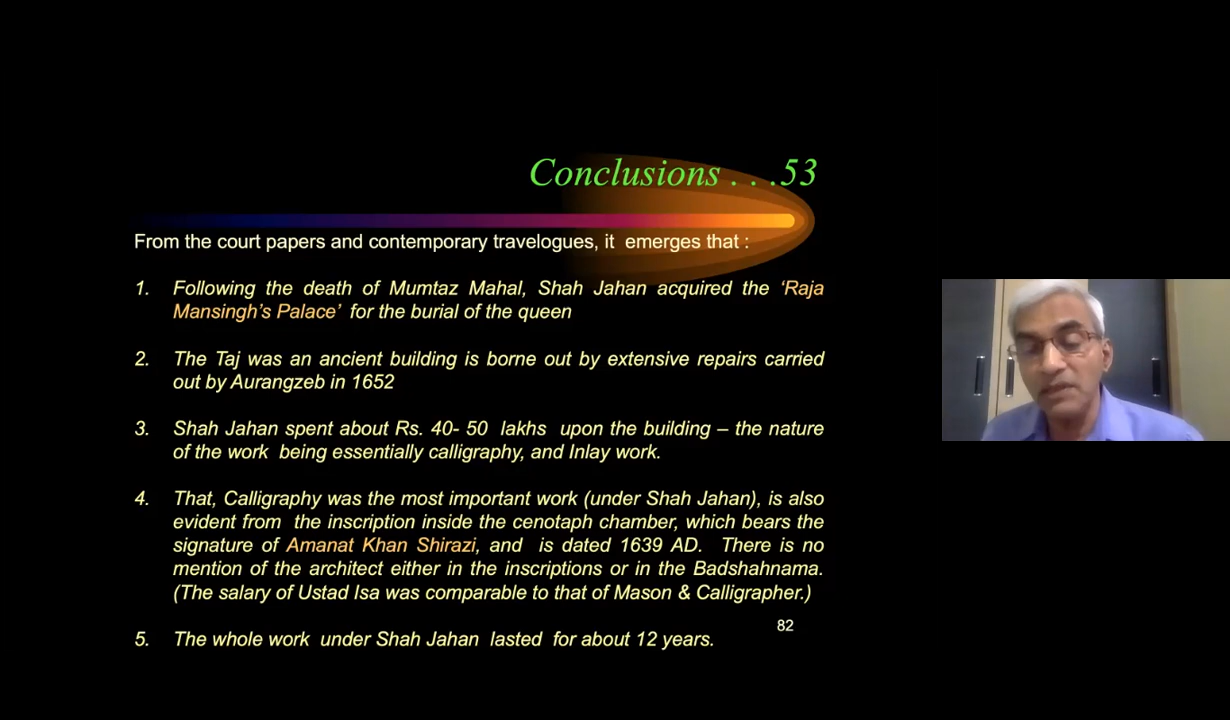 Conclusions . . .53
From the court papers and contemporary travelogues, it emerges that :
1. Following the death of Mumtaz Mahal, Shah Jahan acquired the ‘Raja
Mansingh’s Palace’ for the burial of the queen
2. The Taj was an ancient building is borne out by extensive repairs carried
out by Aurangzeb in 1652
3. Shah Jahan spent about Rs. 40- 50 lakhs upon the building – the nature
of the work being essentially calligraphy, and Inlay work.
4. That, Calligraphy was the most important work (under Shah Jahan), is also
evident from the inscription inside the cenotaph chamber, which bears the
signature of Amanat Khan Shirazi, and is dated 1639 AD. There is no
mention of the architect either in the inscriptions or in the Badshahnama.
(The salary of Ustad Isa was comparable to that of Mason & Calligrapher.)
82
5. The whole work under Shah Jahan lasted for about 12 years.